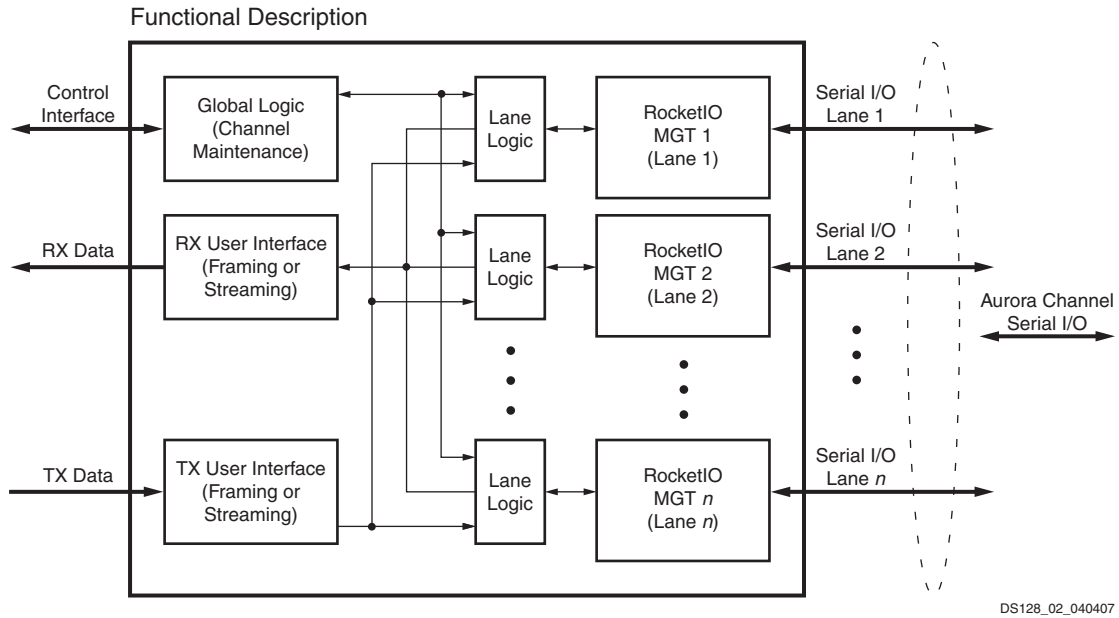 Functional Description
Control
Interface
Global Logic
(Channel
Maintenance)
Lane
Logic
RocketIO
MGT 1
(Lane 1)
Serial I/O
Lane 1
RX Data
RX User Interface
(Framing or
Streaming)
Lane
Logic
RocketIO
MGT 2
(Lane 2)
Serial I/O
Lane 2
Aurora Channel
Serial I/O
TX Data
TX User Interface
(Framing or
Streaming)
Lane
Logic
RocketIO
MGT n
(Lane n)
Serial I/O
Lane n
DS128_02_040407